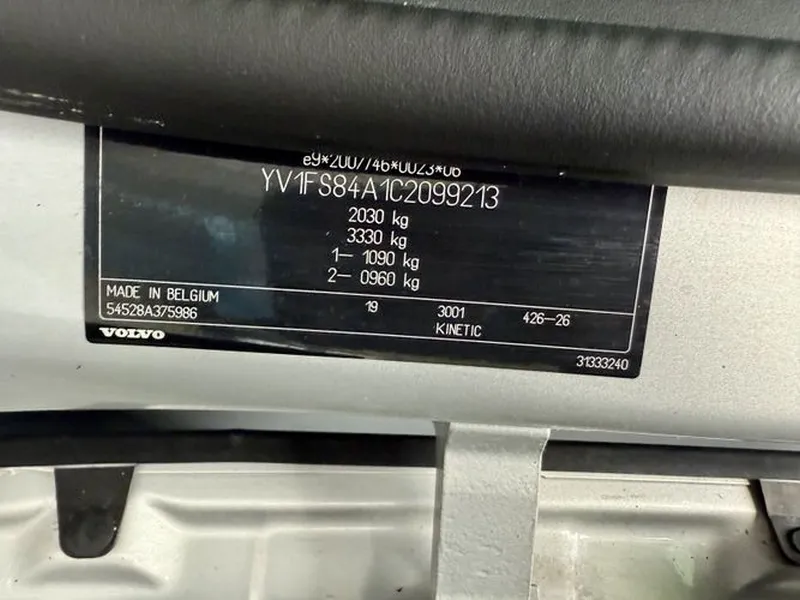 e9*2007/46*0023*06
YV1FS84A1C2099213
2030 kg
3330 kg
1– 1090 kg
2– 0960 kg
MADE IN BELGIUM 19 3001 426–26
54528A375986 KINETIC
VOLVO 31333240